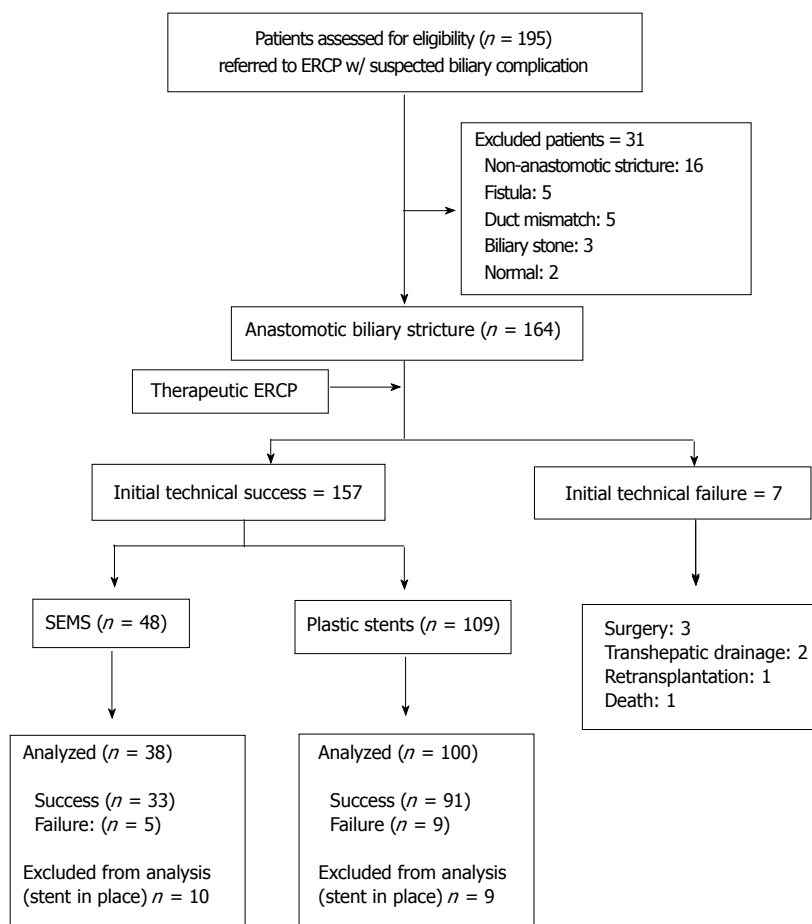 Patients assessed for eligibility (n = 195)
referred to ERCP w/ suspected biliary complication
Excluded patients = 31
Non-anastomotic stricture: 16
Fistula: 5
Duct mismatch: 5
Biliary stone: 3
Normal: 2
Anastomotic biliary stricture (n = 164)
Therapeutic ERCP
Initial technical success = 157
Initial technical failure = 7
SEMS (n = 48)
Plastic stents (n = 109)
Surgery: 3
Transhepatic drainage: 2
Retransplantation: 1
Death: 1
Analyzed (n = 38)
Success (n = 33)
Failure: (n = 5)
Excluded from analysis
(stent in place) n = 10
Analyzed (n = 100)
Success (n = 91)
Failure (n = 9)
Excluded from analysis
(stent in place) n = 9